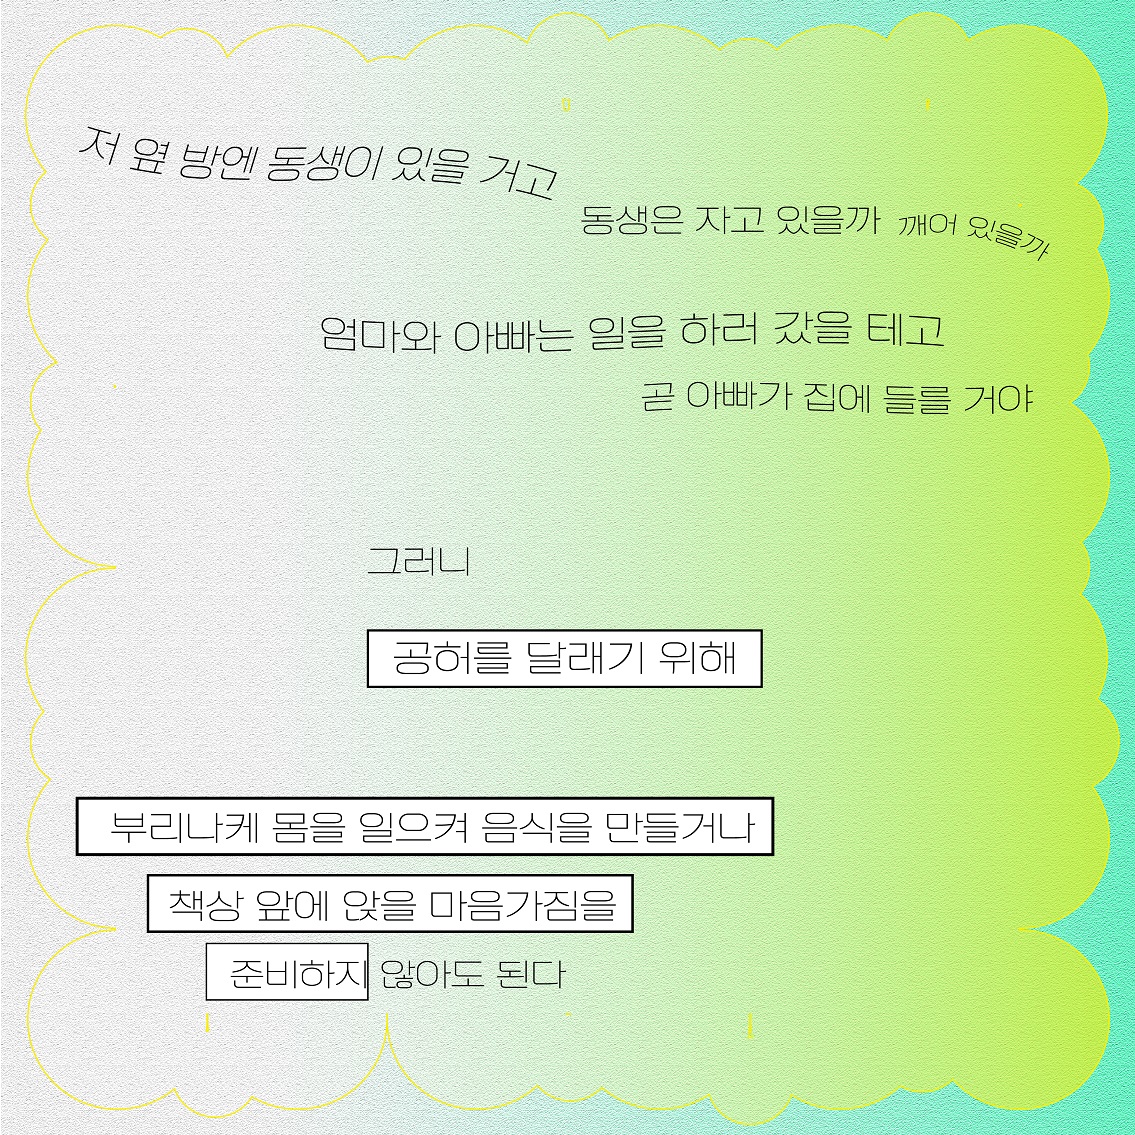 저 옆 방엔 동생이 있을 거고
동생은 자고 있을까 깨어 있을까
엄마와 아빠는 일을 하러 갔을 테고
곧 아빠가 집에 들를 거야
그러니
공허를 달래기 위해
부리나케 몸을 일으켜 음식을 만들거나
책상 앞에 앉을 마음가짐을
준비하지 않아도 된다